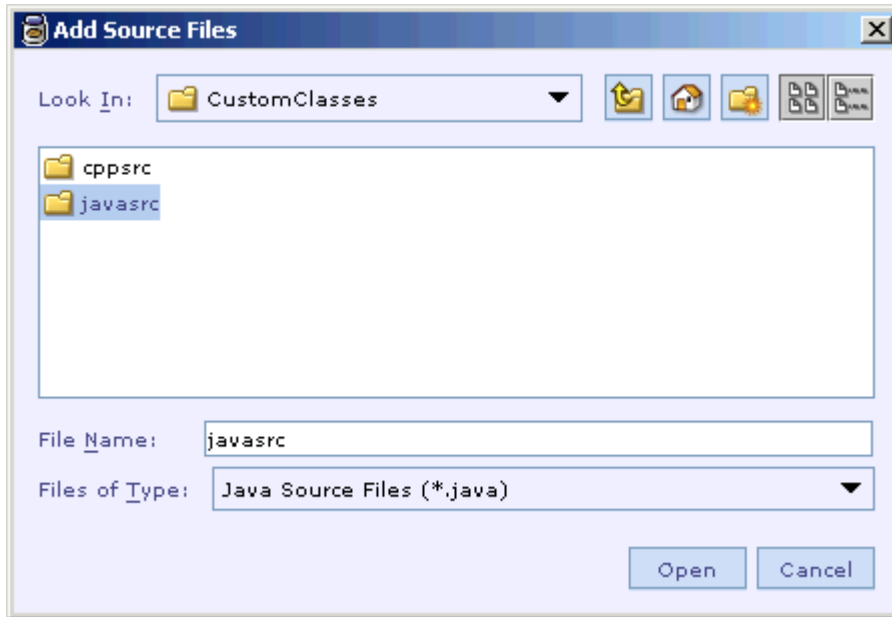 Add Source Files
Look In: CustomClasses
cppsrc
javasrc
File Name: javasrc
Files of Type: Java Source Files (*.java)
Open Cancel